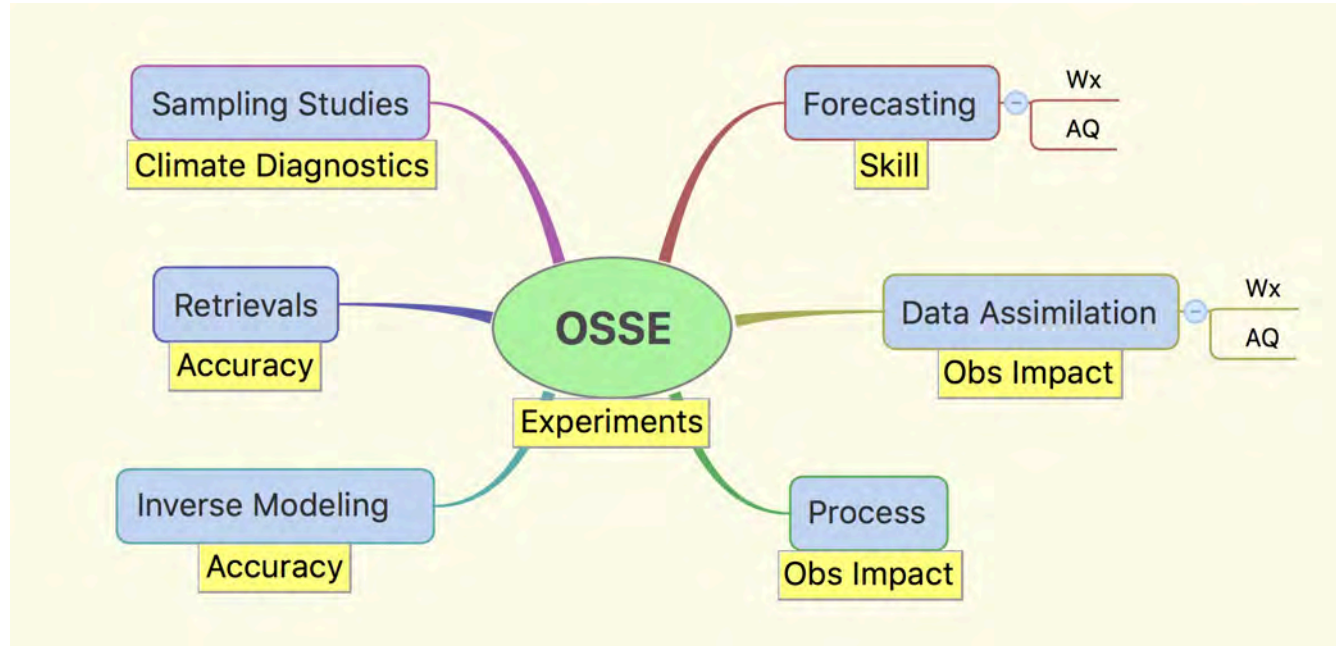 Sampling Studies
Climate Diagnostics
Forecasting
Skill
Wx
AQ
Retrievals
Accuracy
OSSE
Experiments
Data Assimilation
Obs Impact
Wx
AQ
Inverse Modeling
Accuracy
Process
Obs Impact